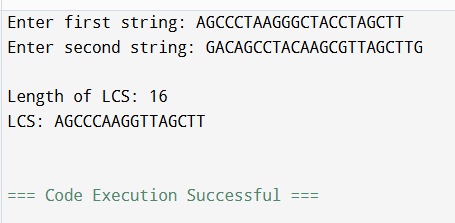 Enter first string: AGCCCTAAGGGCTACCTAGCTT
Enter second string: GACAGCCTACAAGCGTTAGCTTG
Length of LCS: 16
LCS: AGCCCAAGGTTAGCTT
=== Code Execution Successful ===